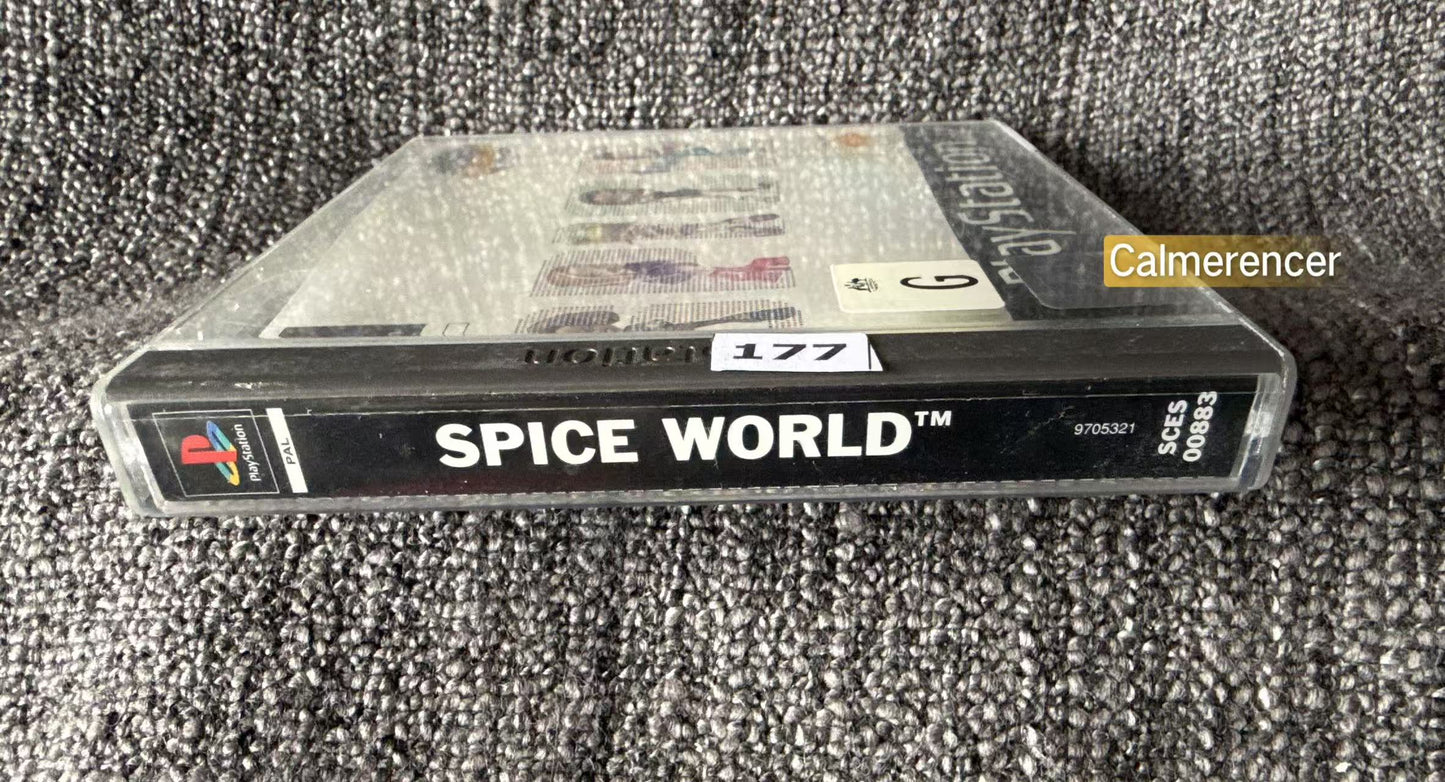 PlayStation
G
Calmerencer
177
PlayStation
PAL
SPICE WORLD™
9705321
SCES
00883